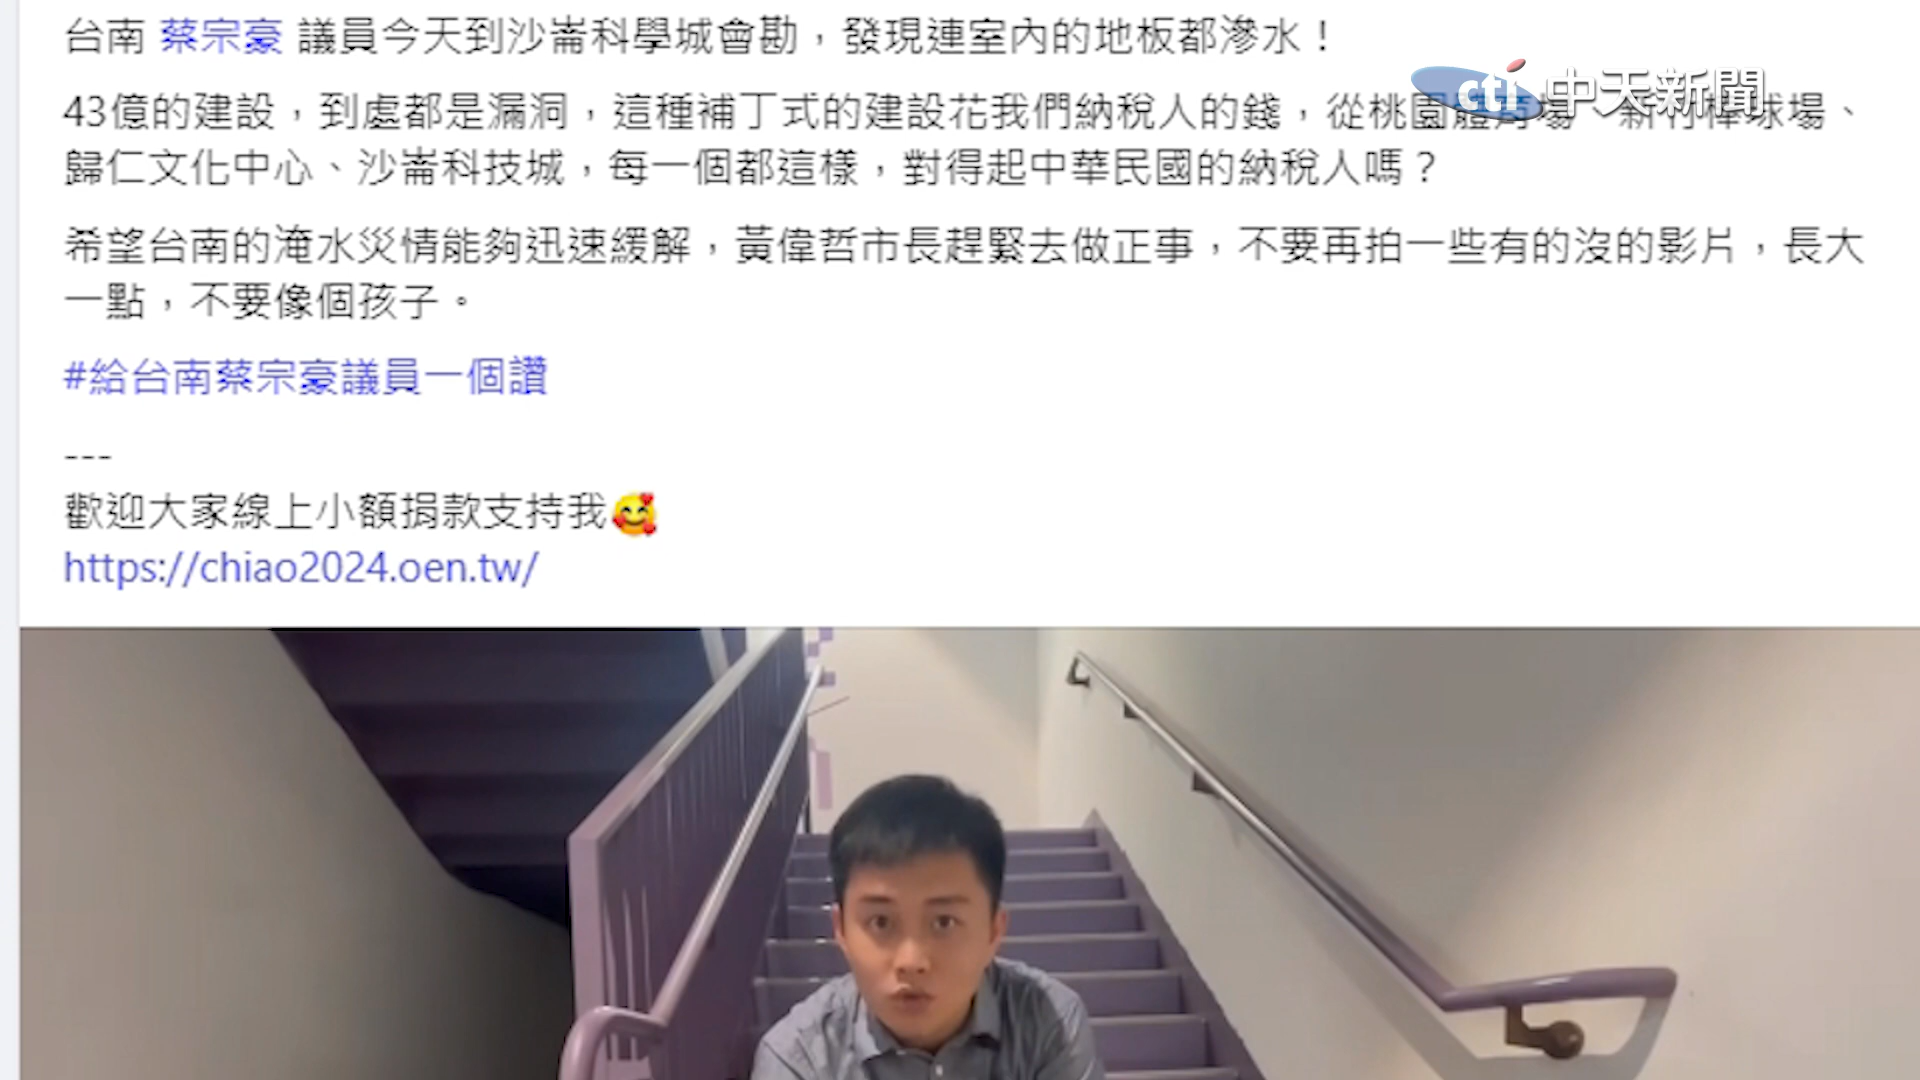 台南 蔡宗豪 議員今天到沙崙科學城會勘，發現連室內的地板都滲水！
cti 中天新聞
43億的建設，到處都是漏洞，這種補丁式的建設花我們納稅人的錢，從桃園體育場、新竹棒球場、
歸仁文化中心、沙崙科技城，每一個都這樣，對得起中華民國的納稅人嗎？
希望台南的淹水災情能夠迅速緩解，黃偉哲市長趕緊去做正事，不要再拍一些有的沒的影片，長大
一點，不要像個孩子。
#給台南蔡宗豪議員一個讚
---
歡迎大家線上小額捐款支持我🥰
https://chiao2024.oen.tw/